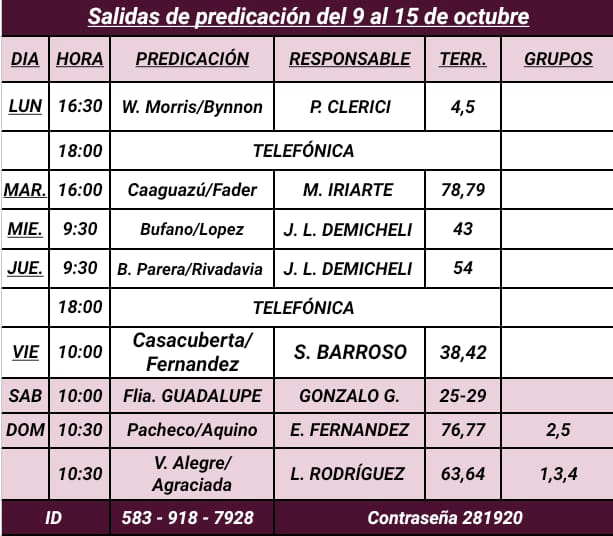 Salidas de predicación del 9 al 15 de octubre
DIA HORA PREDICACIÓN RESPONSABLE TERR. GRUPOS
LUN 16:30 W. Morris/Bynnon P. CLERICI 4,5
18:00 TELEFÓNICA
MAR. 16:00 Caaguazú/Fader M. IRIARTE 78,79
MIE. 9:30 Bufano/Lopez J. L. DEMICHELI 43
JUE. 9:30 B. Parera/Rivadavia J. L. DEMICHELI 54
18:00 TELEFÓNICA
VIE 10:00 Casacuberta/
Fernandez S. BARROSO 38,42
SAB 10:00 Flia. GUADALUPE GONZALO G. 25-29
DOM 10:30 Pacheco/Aquino E. FERNANDEZ 76,77 2,5
10:30 V. Alegre/
Agraciada L. RODRÍGUEZ 63,64 1,3,4
ID 583 - 918 - 7928 Contraseña 281920